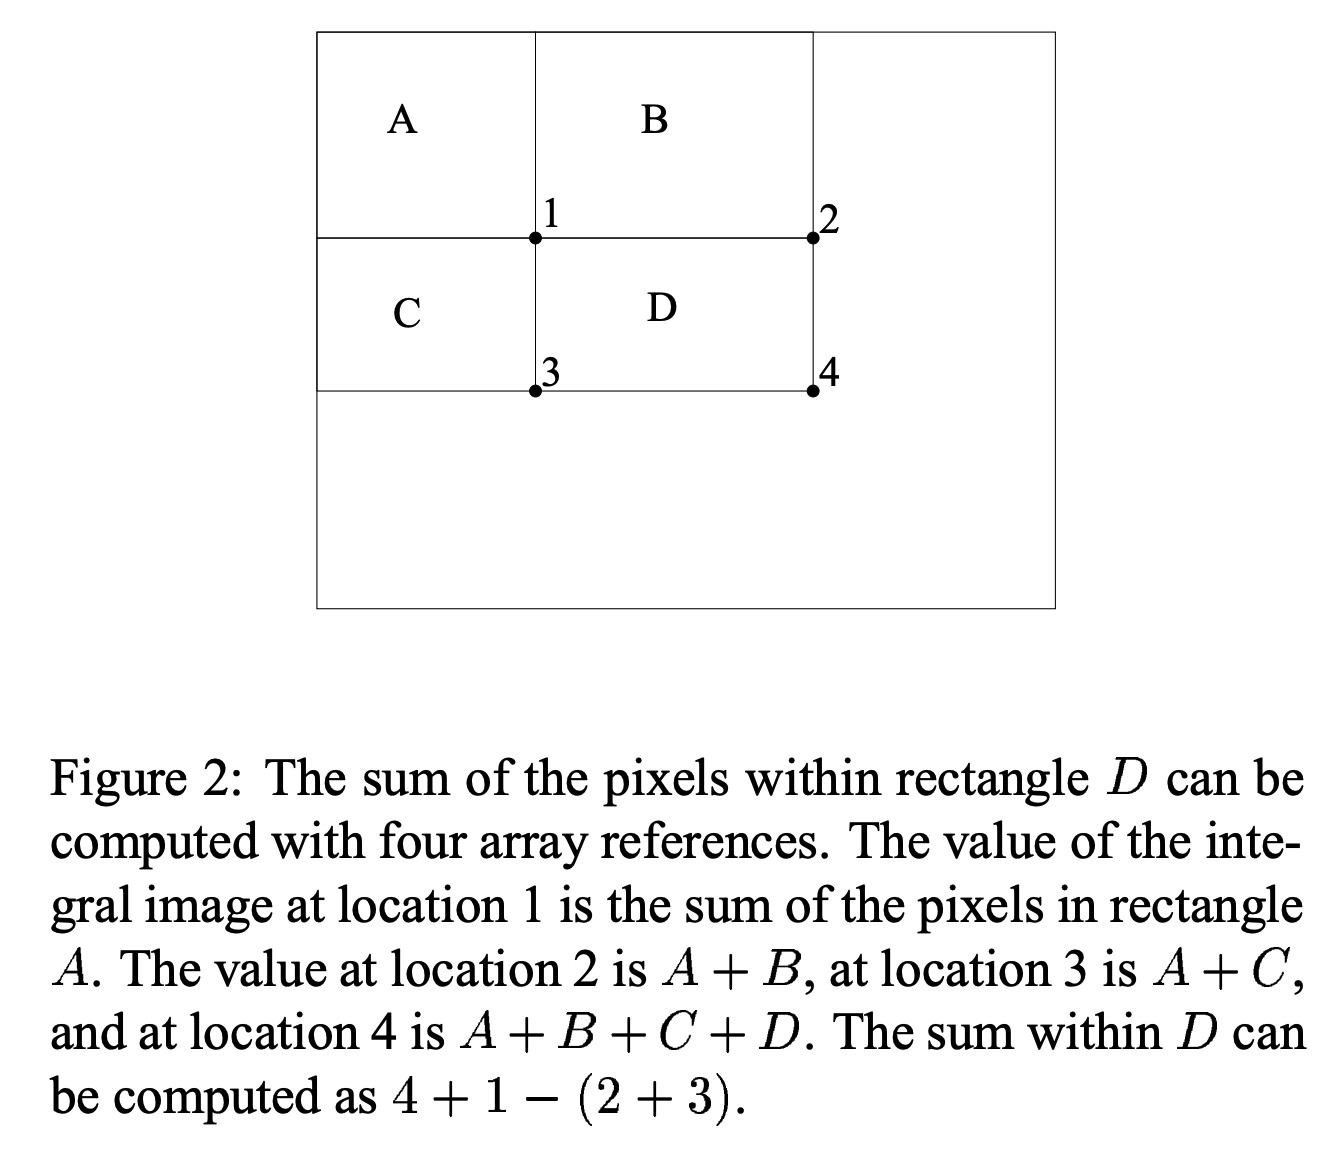 A
B
1
2
C
D
3
4
Figure 2: The sum of the pixels within rectangle D can be
computed with four array references. The value of the inte-
gral image at location 1 is the sum of the pixels in rectangle
A. The value at location 2 is A + B, at location 3 is A + C,
and at location 4 is A + B + C + D. The sum within D can
be computed as 4 + 1 − (2 + 3).